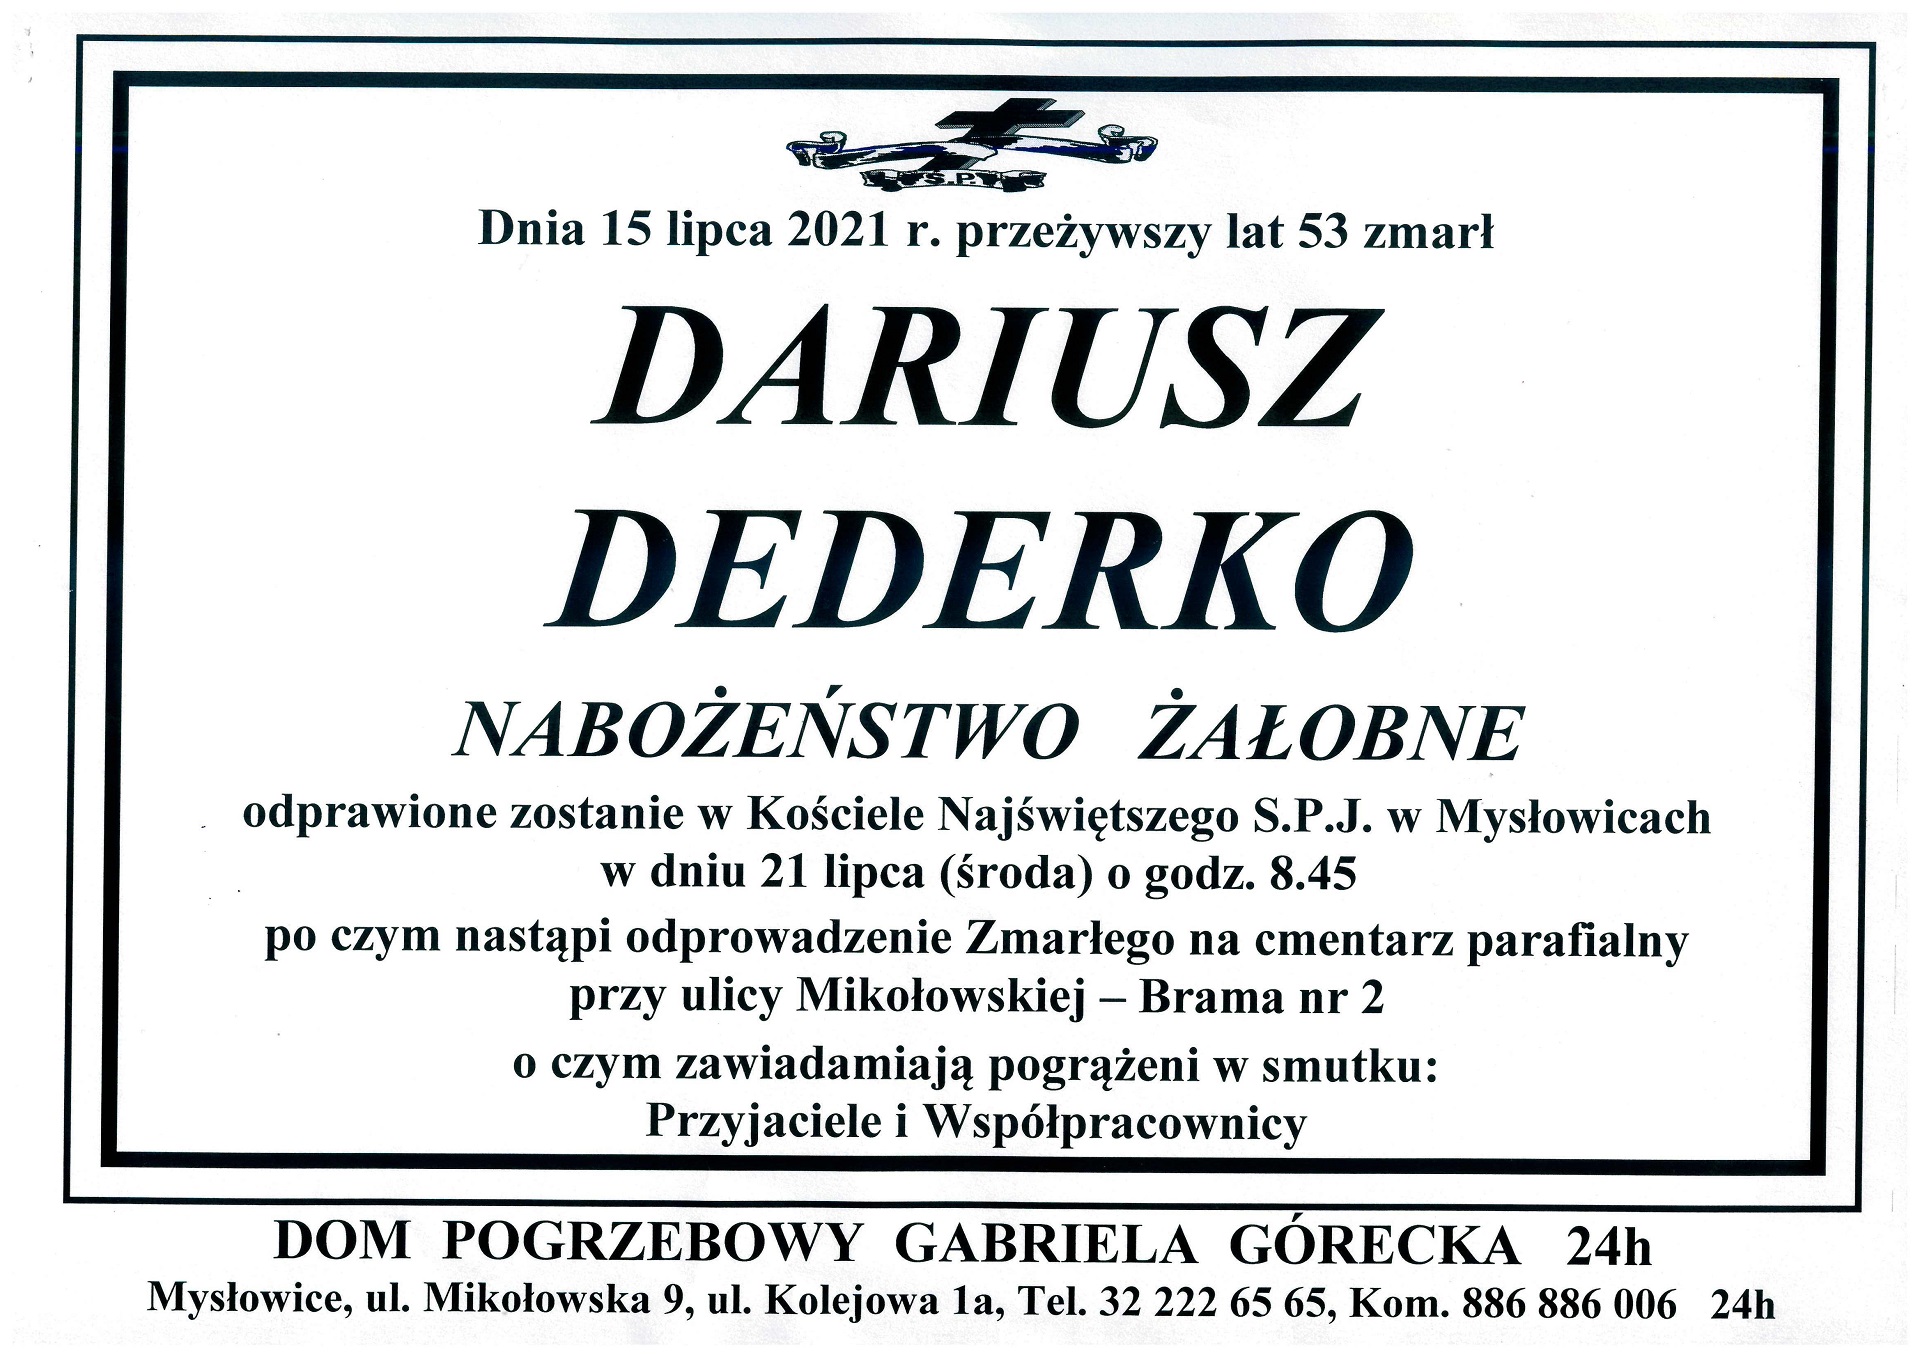 Ś.P.
Dnia 15 lipca 2021 r. przeżywszy lat 53 zmarł
DARIUSZ
DEDERKO
NABOŻEŃSTWO ŻAŁOBNE
odprawione zostanie w Kościele Najświętszego S.P.J. w Mysłowicach
w dniu 21 lipca (środa) o godz. 8.45
po czym nastąpi odprowadzenie Zmarłego na cmentarz parafialny
przy ulicy Mikołowskiej – Brama nr 2
o czym zawiadamiają pogrążeni w smutku:
Przyjaciele i Współpracownicy
DOM POGRZEBOWY GABRIELA GÓRECKA 24h
Mysłowice, ul. Mikołowska 9, ul. Kolejowa 1a, Tel. 32 222 65 65, Kom. 886 886 006 24h